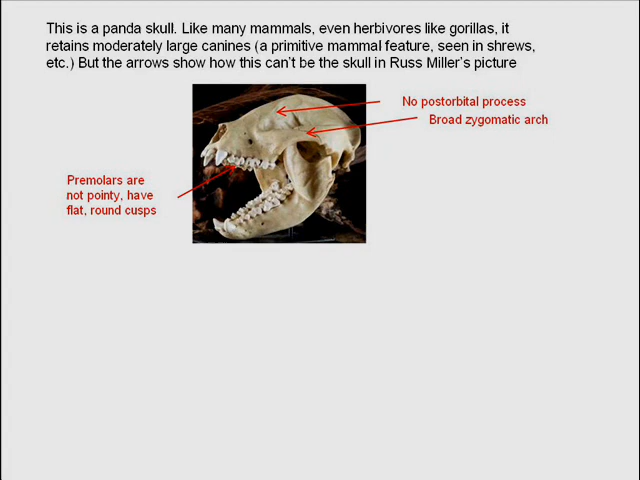 This is a panda skull. Like many mammals, even herbivores like gorillas, it
retains moderately large canines (a primitive mammal feature, seen in shrews,
etc.) But the arrows show how this can't be the skull in Russ Miller's picture
No postorbital process
Broad zygomatic arch
Premolars are
not pointy, have
flat, round cusps